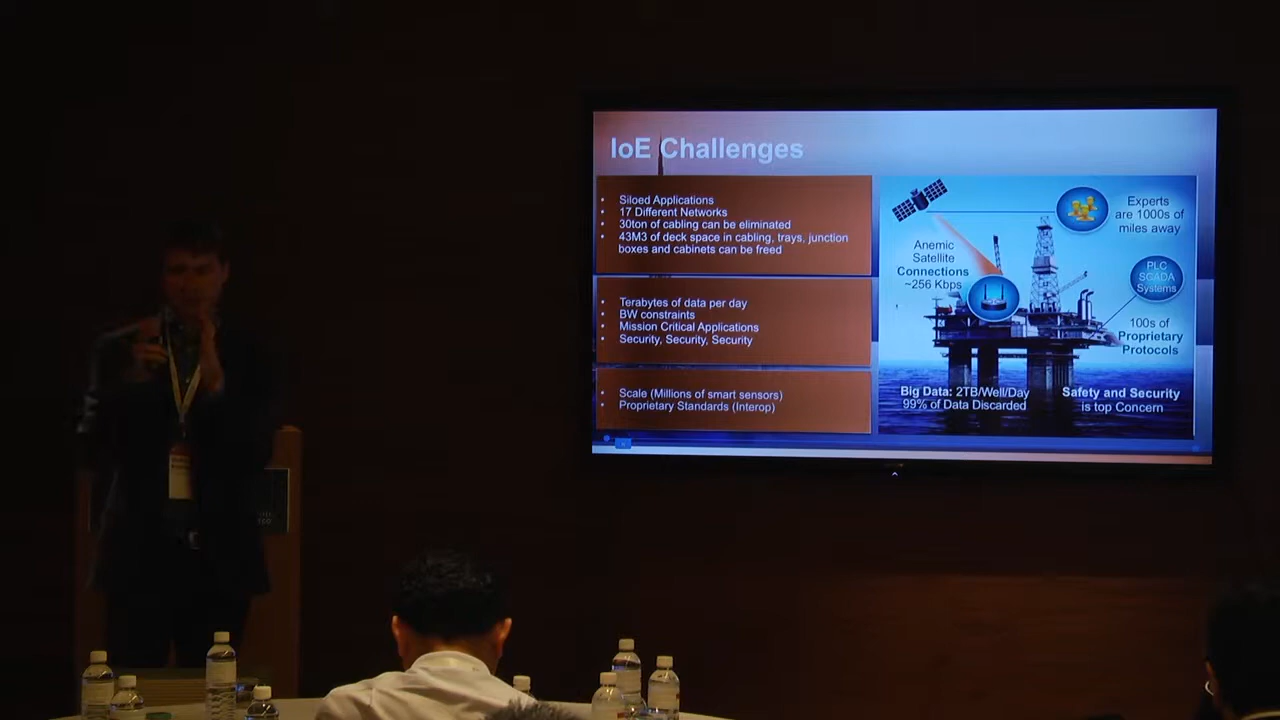 IoE Challenges
• Siloed Applications
• 17 Different Networks
• 30ton of cabling can be eliminated
• 43M3 of deck space in cabling, trays, junction
boxes and cabinets can be freed
• Terabytes of data per day
• BW constraints
• Mission Critical Applications
• Security, Security, Security
• Scale (Millions of smart sensors)
• Proprietary Standards (Interop)
Experts
are 1000s of
miles away
Anemic
Satellite
Connections
~256 Kbps
PLC
SCADA
Systems
100s of
Proprietary
Protocols
Big Data: 2TB/Well/Day
99% of Data Discarded
Safety and Security
is top Concern